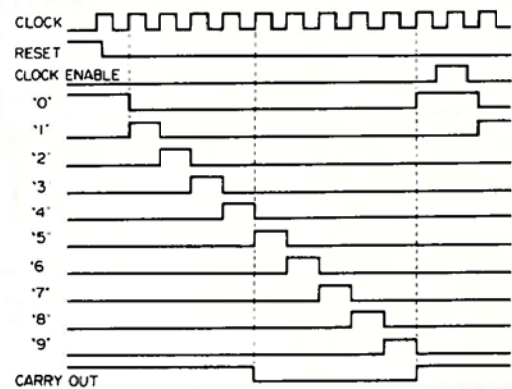 CLOCK
RESET
CLOCK ENABLE
"0"
"1"
"2"
"3
"4"
"5"
"6
"7"
"8"
"9"
CARRY OUT